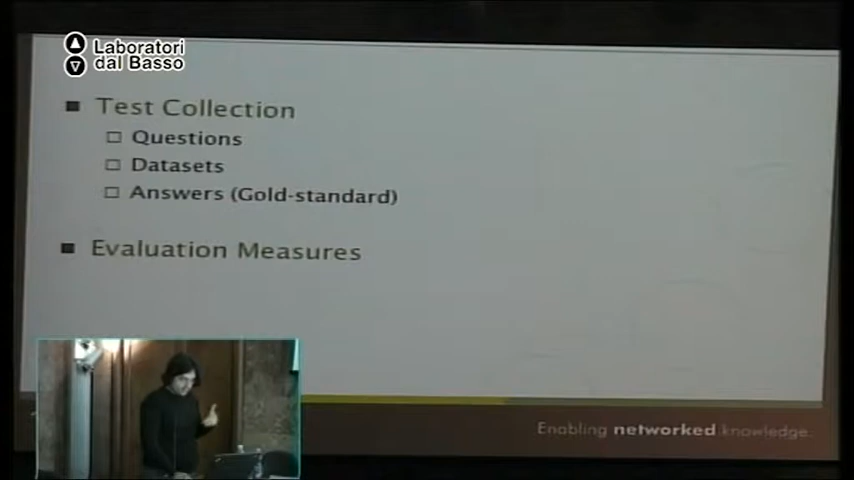 Laboratori
dal Basso
Test Collection
Questions
Datasets
Answers (Gold-standard)
Evaluation Measures
Enabling networked knowledge.